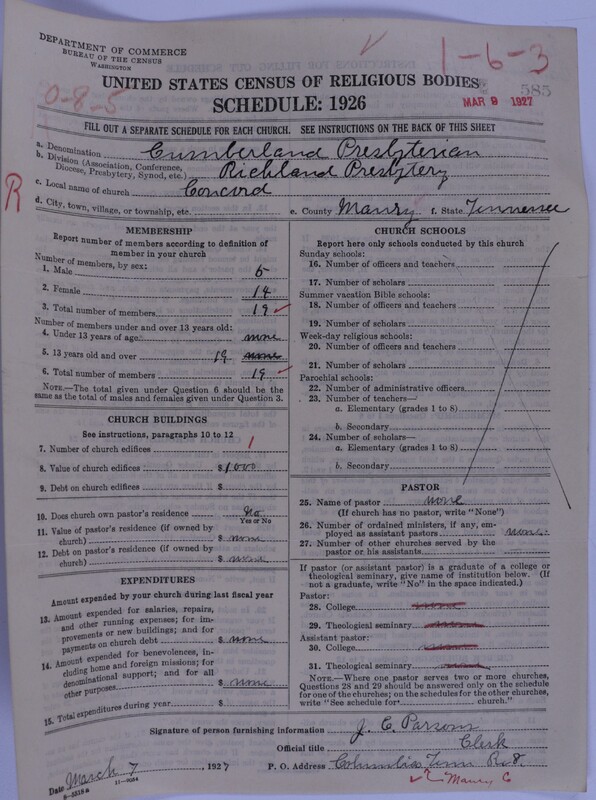 DEPARTMENT OF COMMERCE
BUREAU OF THE CENSUS
WASHINGTON
1-6-3
585
0-8-5
MAR 9 1927
UNITED STATES CENSUS OF RELIGIOUS BODIES
SCHEDULE: 1926
FILL OUT A SEPARATE SCHEDULE FOR EACH CHURCH. SEE INSTRUCTIONS ON THE BACK OF THIS SHEET
a. Denomination Cumberland Presbyterian
b. Division (Association, Conference, Diocese, Presbytery, Synod, etc.) Richland Presbytery
c. Local name of church Concord
R
d. City, town, village, or township, etc. e. County Maury f. State Tennessee
MEMBERSHIP
Report number of members according to definition of
member in your church
Number of members, by sex:
1. Male 5
2. Female 14
3. Total number of members 19 ✓
Number of members under and over 13 years old:
4. Under 13 years of age none
5. 13 years old and over 19 none
6. Total number of members 19 ✓
NOTE.—The total given under Question 6 should be
same as the total of males and females given under Question 3.
CHURCH BUILDINGS
See instructions, paragraphs 10 to 12
7. Number of church edifices 1
8. Value of church edifices $ 1000
9. Debt on church edifices $
10. Does church own pastor's residence No
Yes or No
11. Value of pastor's residence (if owned by
church) $ none
12. Debt on pastor's residence (if owned by
church) $ none
EXPENDITURES
Amount expended by your church during last fiscal year
13. Amount expended for salaries, repairs,
and other running expenses; for im-
provements or new buildings; and for
payments on church debt $ none
14. Amount expended for benevolences, in-
cluding home and foreign missions; for
denominational support; and for all
other purposes $ none
15. Total expenditures during year $
CHURCH SCHOOLS
Report here only schools conducted by this church
Sunday schools:
16. Number of officers and teachers
17. Number of scholars
Summer vacation Bible schools:
18. Number of officers and teachers
19. Number of scholars
Week-day religious schools:
20. Number of officers and teachers
21. Number of scholars
Parochial schools:
22. Number of administrative officers
23. Number of teachers—
a. Elementary (grades 1 to 8)
b. Secondary
24. Number of scholars—
a. Elementary (grades 1 to 8)
b. Secondary
PASTOR
25. Name of pastor none
(If church has no pastor, write "None")
26. Number of ordained ministers, if any, em-
ployed as assistant pastors none
27. Number of other churches served by the
pastor or his assistants
If pastor (or assistant pastor) is a graduate of a college or
theological seminary, give name of institution below. (If
not a graduate, write "No" in the space indicated.)
Pastor:
28. College none
29. Theological seminary none
Assistant pastor:
30. College none
31. Theological seminary none
NOTE.—Where one pastor serves two or more churches,
Questions 28 and 29 should be answered only on the schedule
for one of the churches; on the schedules for the other churches,
write "See schedule for church."
Signature of person furnishing information J. C. Parsons
Official title Clerk
Date March 7, 1927 P. O. Address Columbia Tenn R 8.
8-5318a 11-9064
Maury C